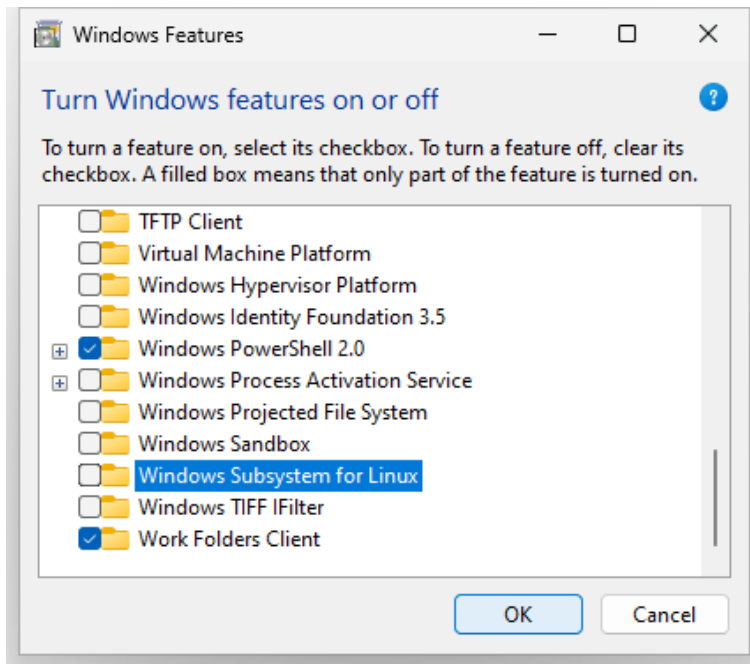 Windows Features
Turn Windows features on or off
?
To turn a feature on, select its checkbox. To turn a feature off, clear its
checkbox. A filled box means that only part of the feature is turned on.
TFTP Client
Virtual Machine Platform
Windows Hypervisor Platform
Windows Identity Foundation 3.5
Windows PowerShell 2.0
Windows Process Activation Service
Windows Projected File System
Windows Sandbox
Windows Subsystem for Linux
Windows TIFF IFilter
Work Folders Client
OK Cancel